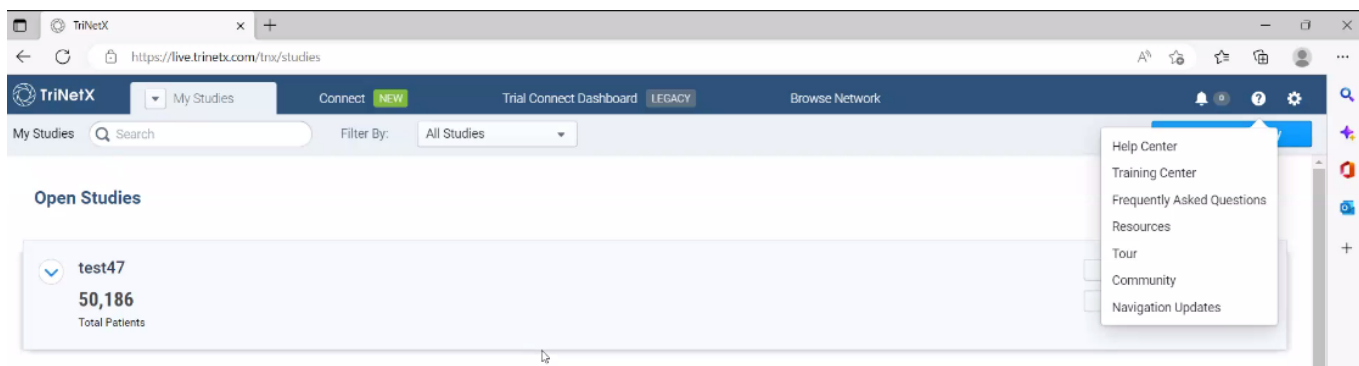 TriNetX
https://live.trinetx.com/tnx/studies
TriNetX My Studies Connect NEW Trial Connect Dashboard LEGACY Browse Network 0
My Studies Search Filter By: All Studies
Help Center
Training Center
Frequently Asked Questions
Resources
Tour
Community
Navigation Updates
Open Studies
test47
50,186
Total Patients